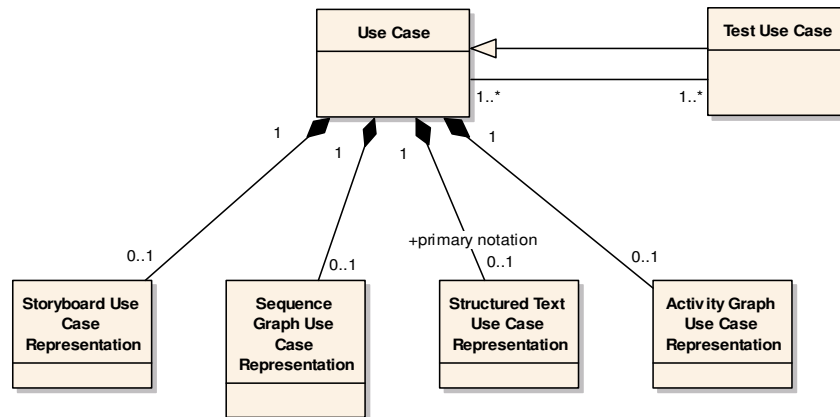 Use Case
Test Use Case
1..*
1..*
1
1
1
1
+primary notation
0..1
0..1
0..1
0..1
Storyboard Use
Case
Representation
Sequence
Graph Use
Case
Representation
Structured Text
Use Case
Representation
Activity Graph
Use Case
Representation